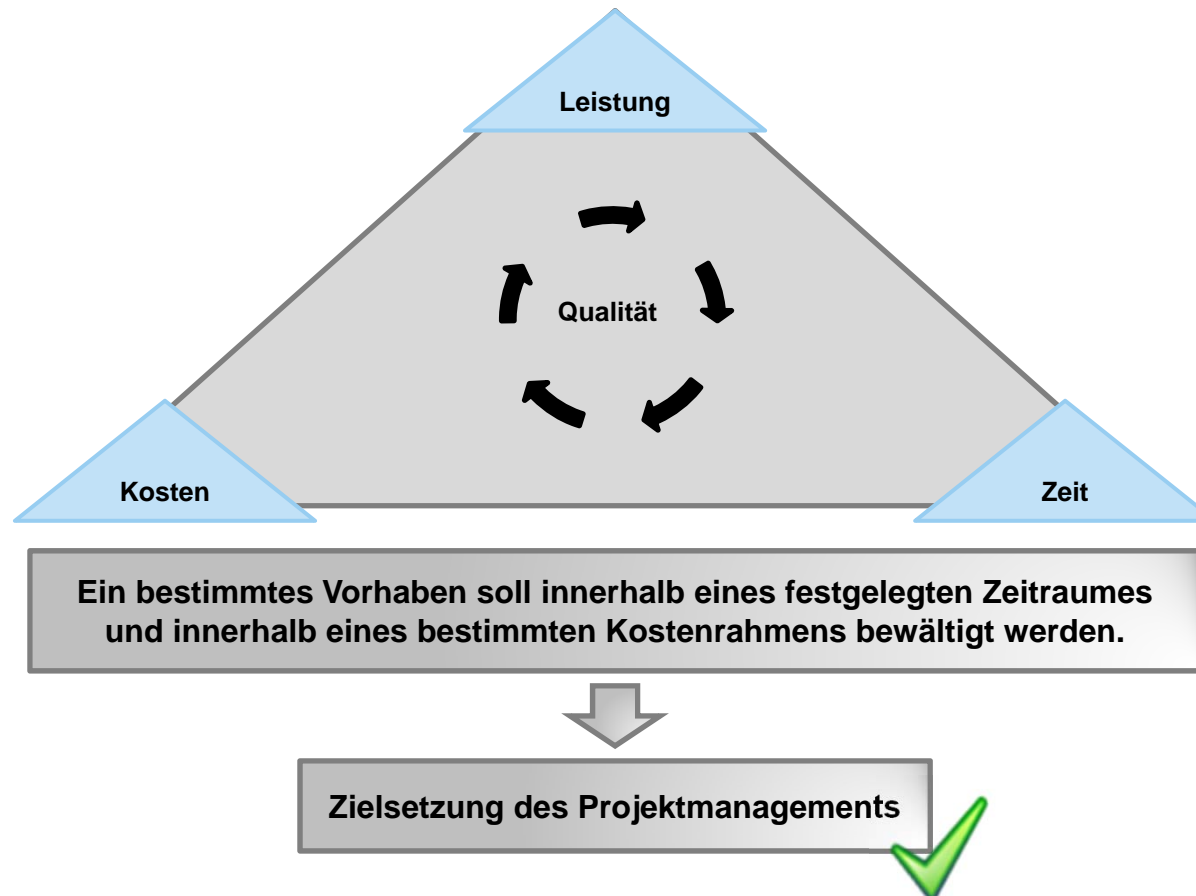 Leistung
Qualität
Kosten
Zeit
Ein bestimmtes Vorhaben soll innerhalb eines festgelegten Zeitraumes
und innerhalb eines bestimmten Kostenrahmens bewältigt werden.
Zielsetzung des Projektmanagements